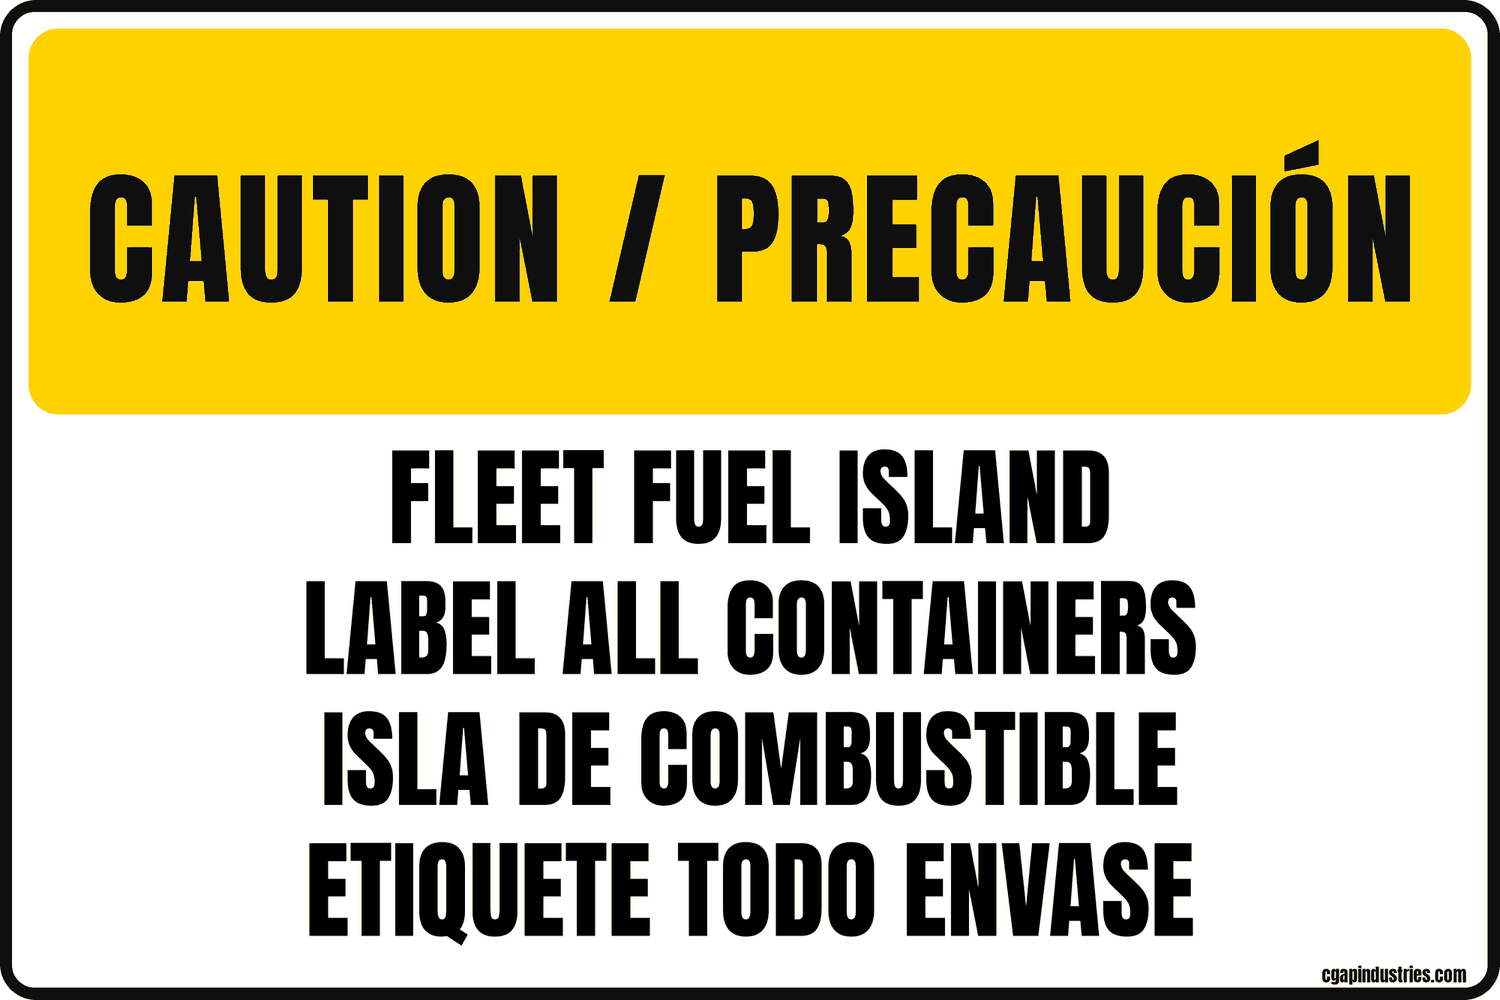 CAUTION / PRECAUCIÓN
FLEET FUEL ISLAND
LABEL ALL CONTAINERS
ISLA DE COMBUSTIBLE
ETIQUETE TODO ENVASE
cgapindustries.com